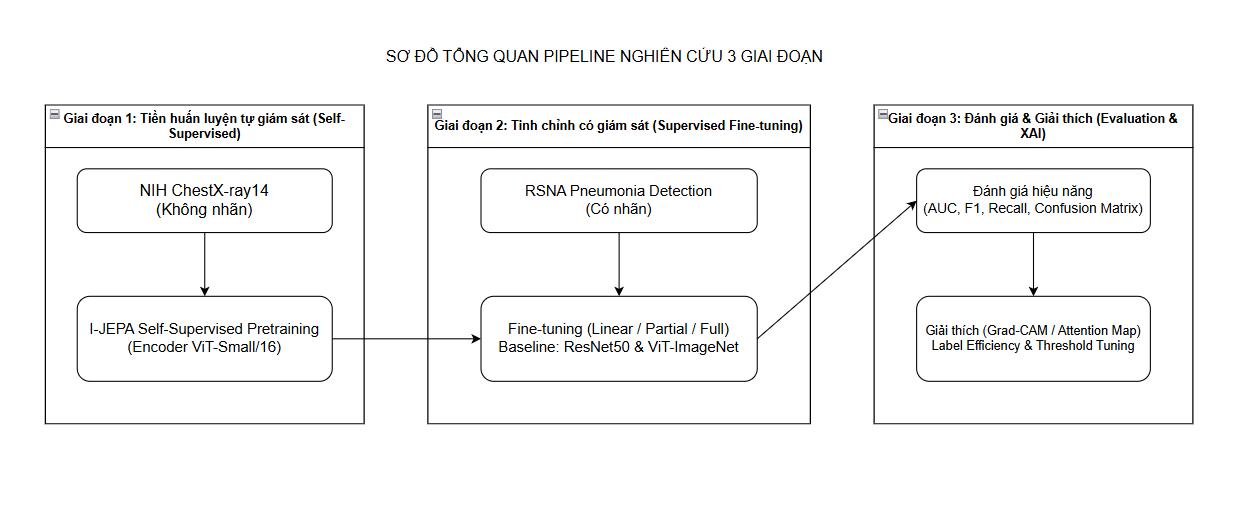 SƠ ĐỒ TỔNG QUAN PIPELINE NGHIÊN CỨU 3 GIAI ĐOẠN
Giai đoạn 1: Tiền huấn luyện tự giám sát (Self-
Supervised)
NIH ChestX-ray14
(Không nhãn)
I-JEPA Self-Supervised Pretraining
(Encoder ViT-Small/16)
Giai đoạn 2: Tinh chỉnh có giám sát (Supervised Fine-tuning)
RSNA Pneumonia Detection
(Có nhãn)
Fine-tuning (Linear / Partial / Full)
Baseline: ResNet50 & ViT-ImageNet
Giai đoạn 3: Đánh giá & Giải thích (Evaluation &
XAI)
Đánh giá hiệu năng
(AUC, F1, Recall, Confusion Matrix)
Giải thích (Grad-CAM / Attention Map)
Label Efficiency & Threshold Tuning